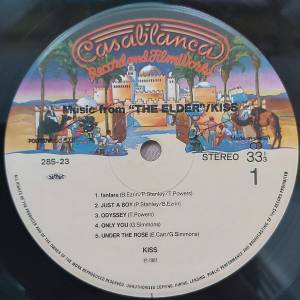 Casablanca
Record and FilmWorks
Music from "THE ELDER"/KISS
28S-23
STEREO 33⅓
1
1. fanfare (B.Ezrin/P.Stanley/T.Powers)
2. JUST A BOY (P.Stanley/B.Ezrin)
3. ODYSSEY (T.Powers)
4. ONLY YOU (G.Simmons)
5. UNDER THE ROSE (E.Carr/G.Simmons)
KISS
℗ 1981